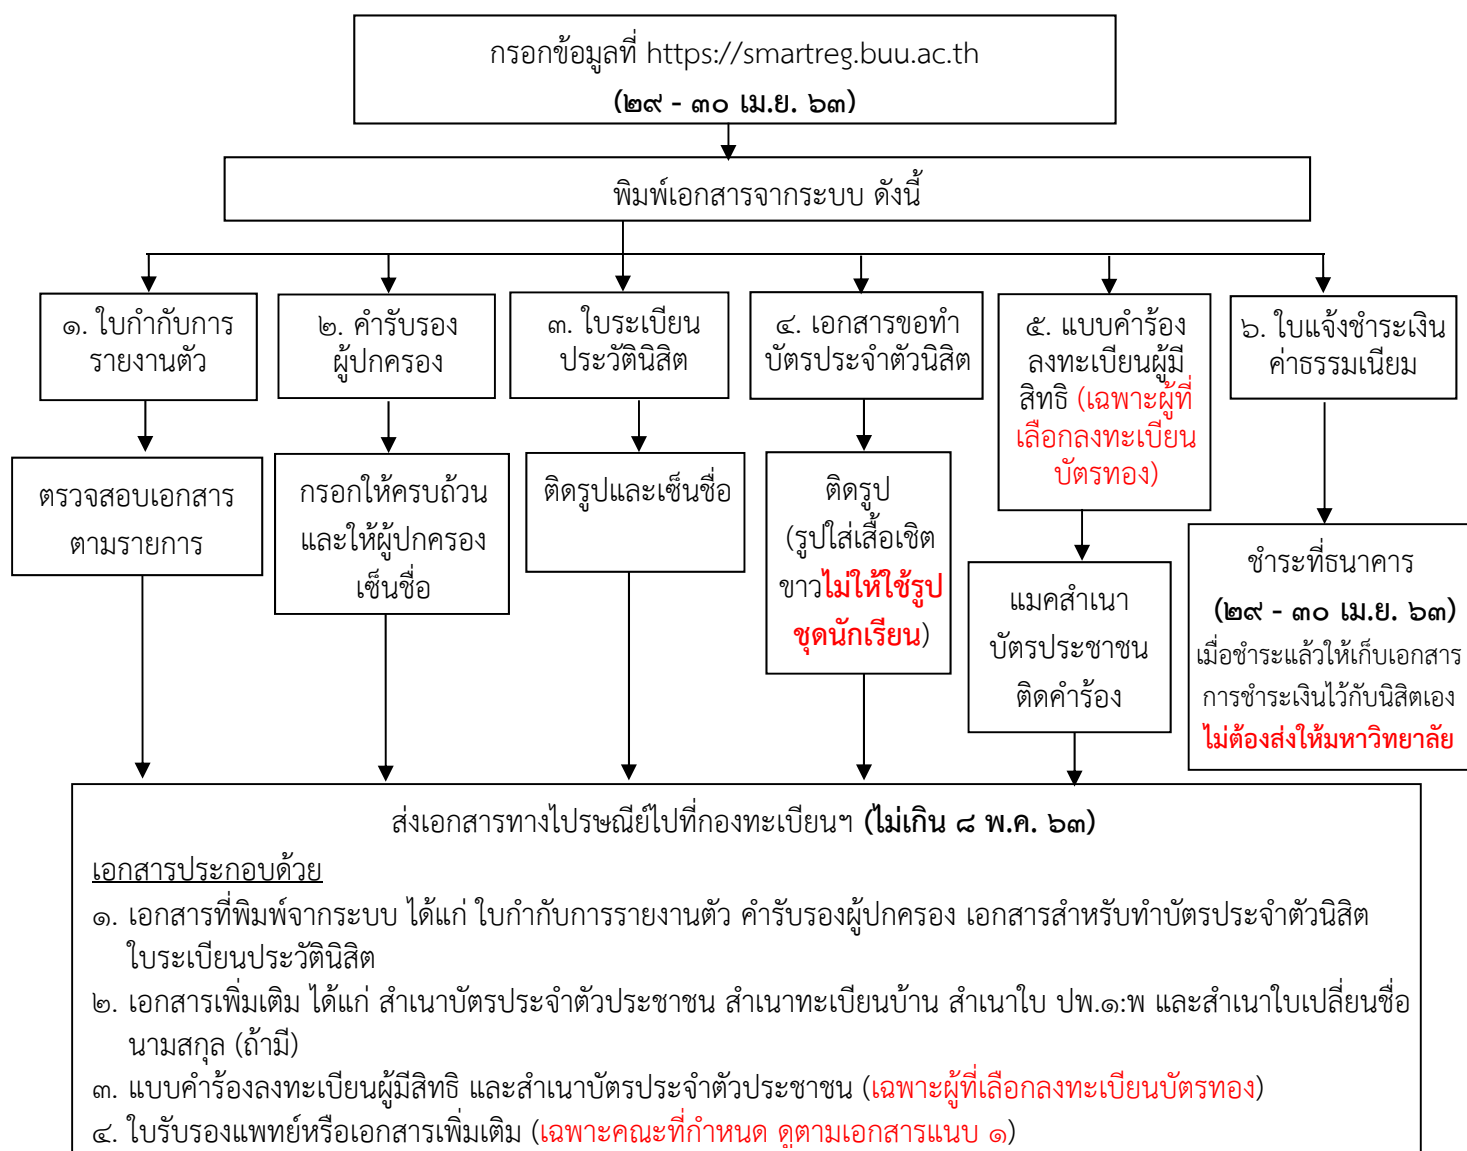 กรอกข้อมูลที่ https://smartreg.buu.ac.th
(๒๙ - ๓๐ เม.ย. ๖๓)
พิมพ์เอกสารจากระบบ ดังนี้
๑. ใบกำกับการ
รายงานตัว
๒. คำรับรอง
ผู้ปกครอง
๓. ใบระเบียน
ประวัตินิสิต
๔. เอกสารขอทำ
บัตรประจำตัวนิสิต
๕. แบบคำร้อง
ลงทะเบียนผู้มี
สิทธิ (เฉพาะผู้ที่
เลือกลงทะเบียน
บัตรทอง)
๖. ใบแจ้งชำระเงิน
ค่าธรรมเนียม
ตรวจสอบเอกสาร
ตามรายการ
กรอกให้ครบถ้วน
และให้ผู้ปกครอง
เซ็นชื่อ
ติดรูปและเซ็นชื่อ
ติดรูป
(รูปใส่เสื้อเชิต
ขาวไม่ให้ใช้รูป
ชุดนักเรียน)
แมคสำเนา
บัตรประชาชน
ติดคำร้อง
ชำระที่ธนาคาร
(๒๙ - ๓๐ เม.ย. ๖๓)
เมื่อชำระแล้วให้เก็บเอกสาร
การชำระเงินไว้กับนิสิตเอง
ไม่ต้องส่งให้มหาวิทยาลัย
ส่งเอกสารทางไปรษณีย์ไปที่กองทะเบียนฯ (ไม่เกิน ๘ พ.ค. ๖๓)
เอกสารประกอบด้วย
๑. เอกสารที่พิมพ์จากระบบ ได้แก่ ใบกำกับการรายงานตัว คำรับรองผู้ปกครอง เอกสารสำหรับทำบัตรประจำตัวนิสิต
ใบระเบียนประวัตินิสิต
๒. เอกสารเพิ่มเติม ได้แก่ สำเนาบัตรประจำตัวประชาชน สำเนาทะเบียนบ้าน สำเนาใบ ปพ.๑:พ และสำเนาใบเปลี่ยนชื่อ
นามสกุล (ถ้ามี)
๓. แบบคำร้องลงทะเบียนผู้มีสิทธิ และสำเนาบัตรประจำตัวประชาชน (เฉพาะผู้ที่เลือกลงทะเบียนบัตรทอง)
๔. ใบรับรองแพทย์หรือเอกสารเพิ่มเติม (เฉพาะคณะที่กำหนด ดูตามเอกสารแนบ ๑)